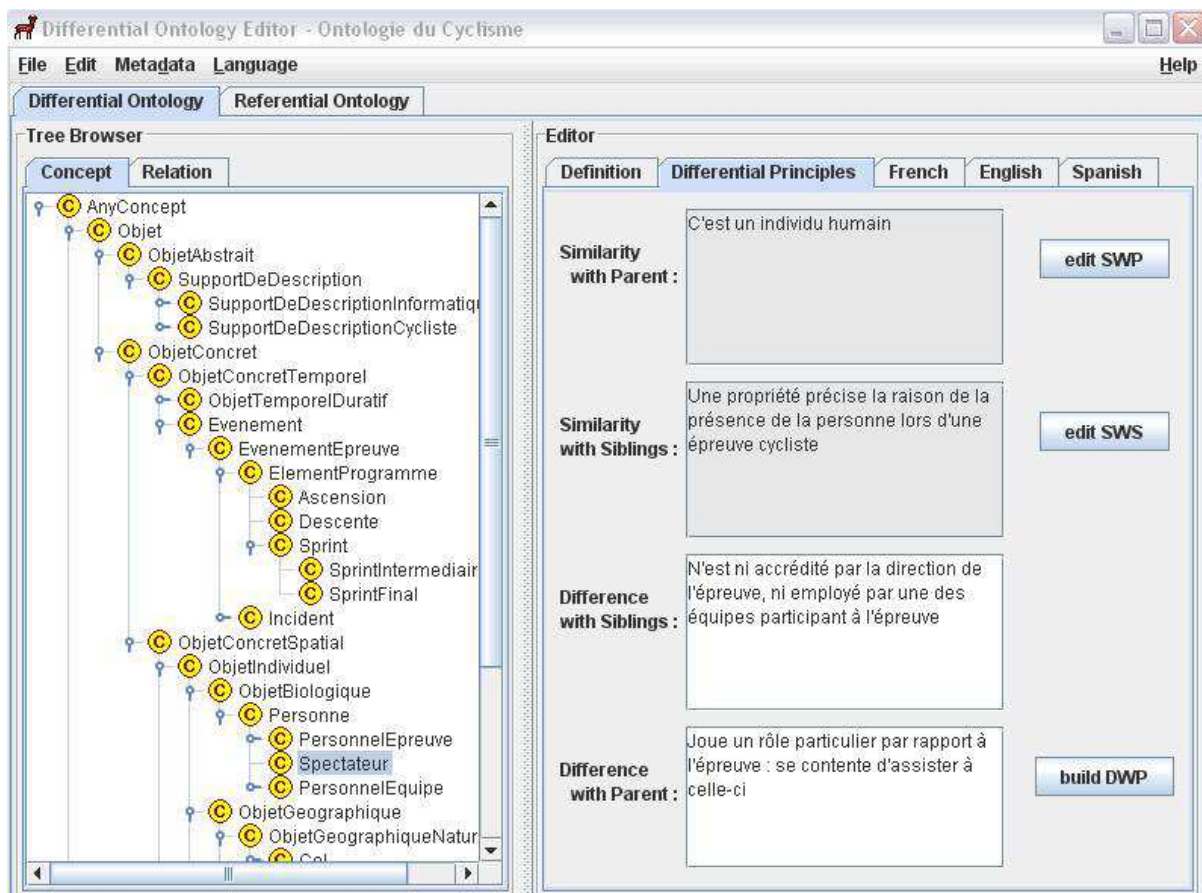 Differential Ontology Editor - Ontologie du Cyclisme
File Edit Metadata Language Help
Differential Ontology Referential Ontology
Tree Browser
Concept Relation
C AnyConcept
C Objet
C ObjetAbstrait
C SupportDeDescription
C SupportDeDescriptionInformatiq
C SupportDeDescriptionCycliste
C ObjetConcret
C ObjetConcretTemporel
C ObjetTemporelDuratif
C Evenement
C EvenementEpreuve
C ElementProgramme
C Ascension
C Descente
C Sprint
C SprintIntermediair
C SprintFinal
C Incident
C ObjetConcretSpatial
C ObjetIndividuel
C ObjetBiologique
C Personne
C PersonnelEpreuve
C Spectateur
C PersonnelEquipe
C ObjetGeographique
C ObjetGeographiqueNatur
C Col
Editor
Definition Differential Principles French English Spanish
Similarity
with Parent :
C'est un individu humain
edit SWP
Similarity
with Siblings :
Une propriété précise la raison de la
présence de la personne lors d'une
épreuve cycliste
edit SWS
Difference
with Siblings :
N'est ni accrédité par la direction de
l'épreuve, ni employé par une des
équipes participant à l'épreuve
Difference
with Parent :
Joue un rôle particulier par rapport à
l'épreuve : se contente d'assister à
celle-ci
build DWP